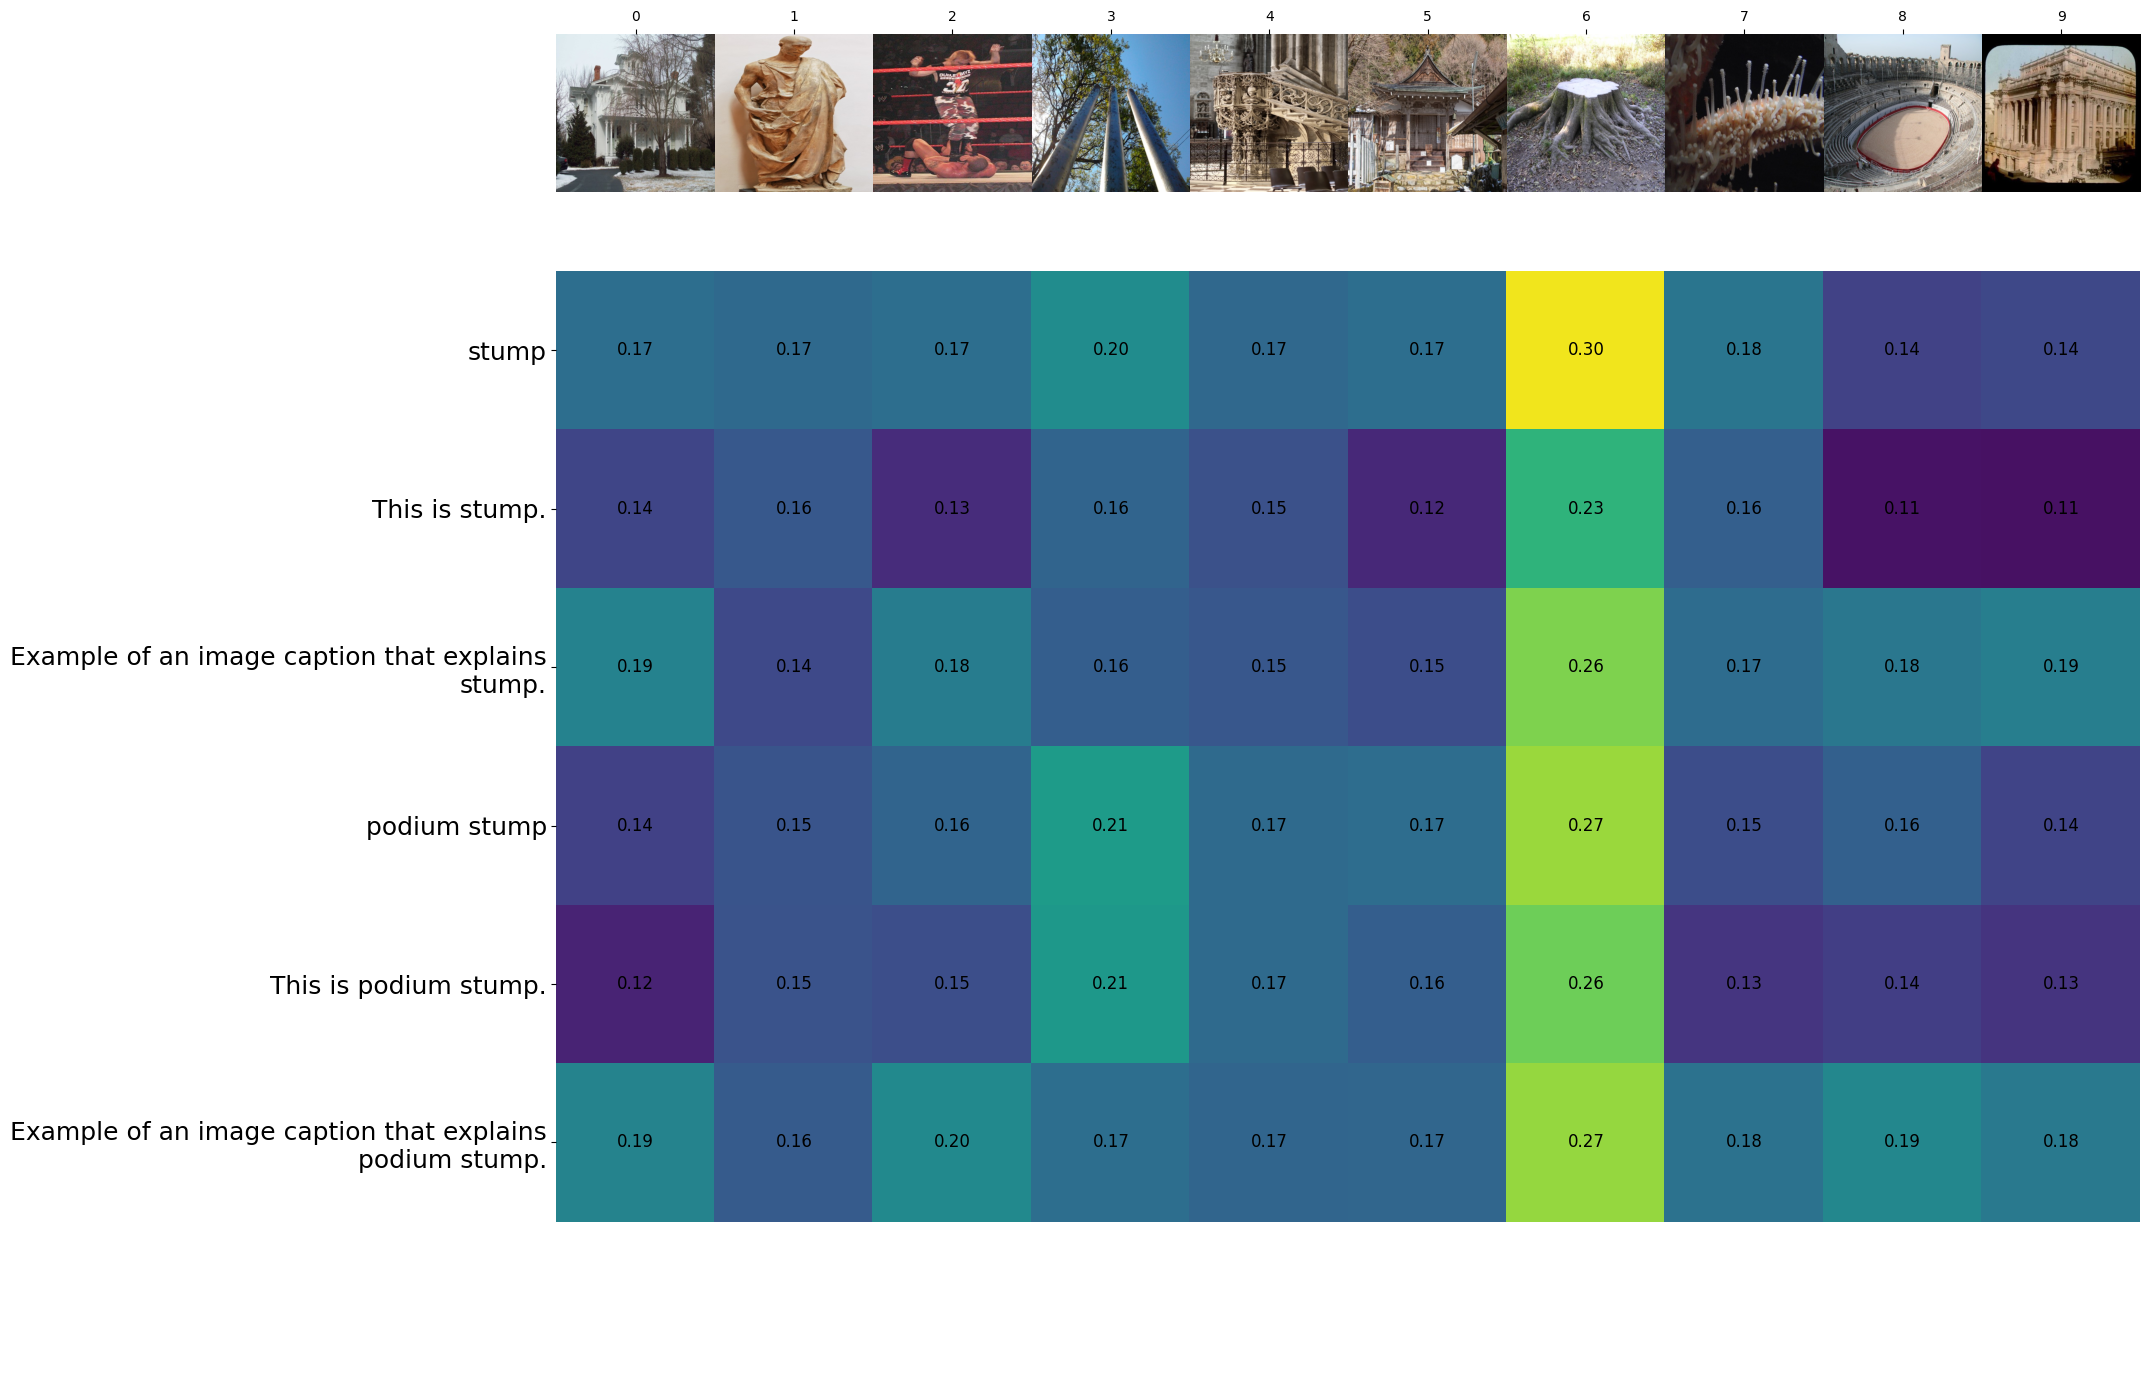 0 1 2 3 4 5 6 7 8 9
37
stump 0.17 0.17 0.17 0.20 0.17 0.17 0.30 0.18 0.14 0.14
This is stump. 0.14 0.16 0.13 0.16 0.15 0.12 0.23 0.16 0.11 0.11
Example of an image caption that explains
stump. 0.19 0.14 0.18 0.16 0.15 0.15 0.26 0.17 0.18 0.19
podium stump 0.14 0.15 0.16 0.21 0.17 0.17 0.27 0.15 0.16 0.14
This is podium stump. 0.12 0.15 0.15 0.21 0.17 0.16 0.26 0.13 0.14 0.13
Example of an image caption that explains
podium stump. 0.19 0.16 0.20 0.17 0.17 0.17 0.27 0.18 0.19 0.18